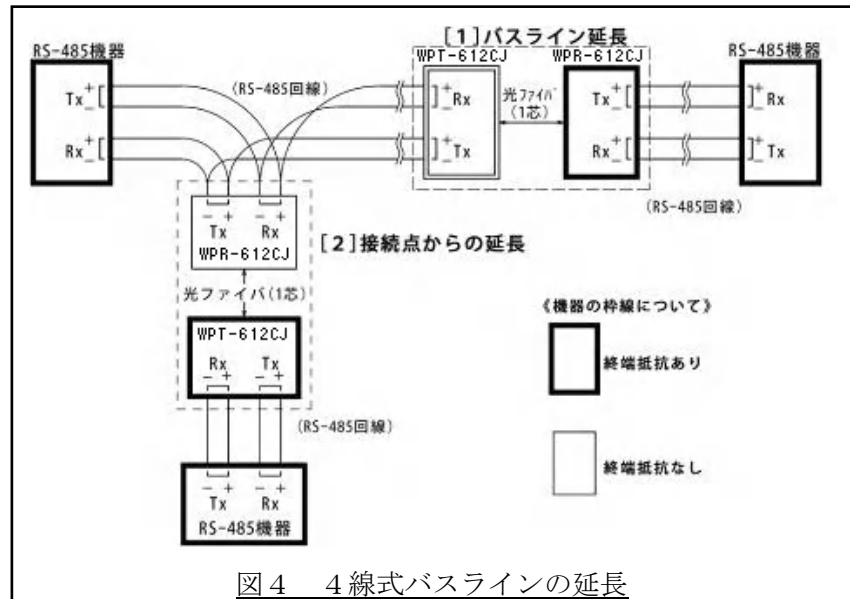 [1]バスライン延長
RS-485機器
WPT-612CJ
WPR-612CJ
RS-485機器
(RS-485回線)
Tx + −
Rx + −
+ − Rx
+ − Tx
光ファイバ
(1芯)
Tx + −
Rx + −
+ − Rx
+ − Tx
(RS-485回線)
− + − +
Tx Rx
WPR-612CJ
[2]接続点からの延長
光ファイバ(1芯)
WPT-612CJ
Rx Tx
− + − +
(RS-485回線)
− + − +
Tx Rx
RS-485機器
《機器の枠線について》
終端抵抗あり
終端抵抗なし
図4 4線式バスラインの延長